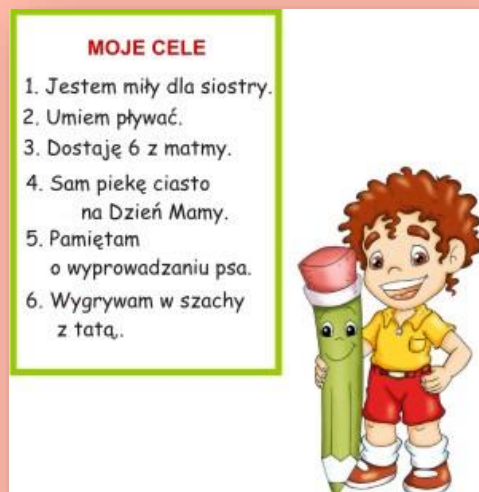 MOJE CELE
1. Jestem miły dla siostry.
2. Umiem pływać.
3. Dostaję 6 z matmy.
4. Sam piekę ciasto
na Dzień Mamy.
5. Pamiętam
o wyprowadzaniu psa.
6. Wygrywam w szachy
z tatą,.